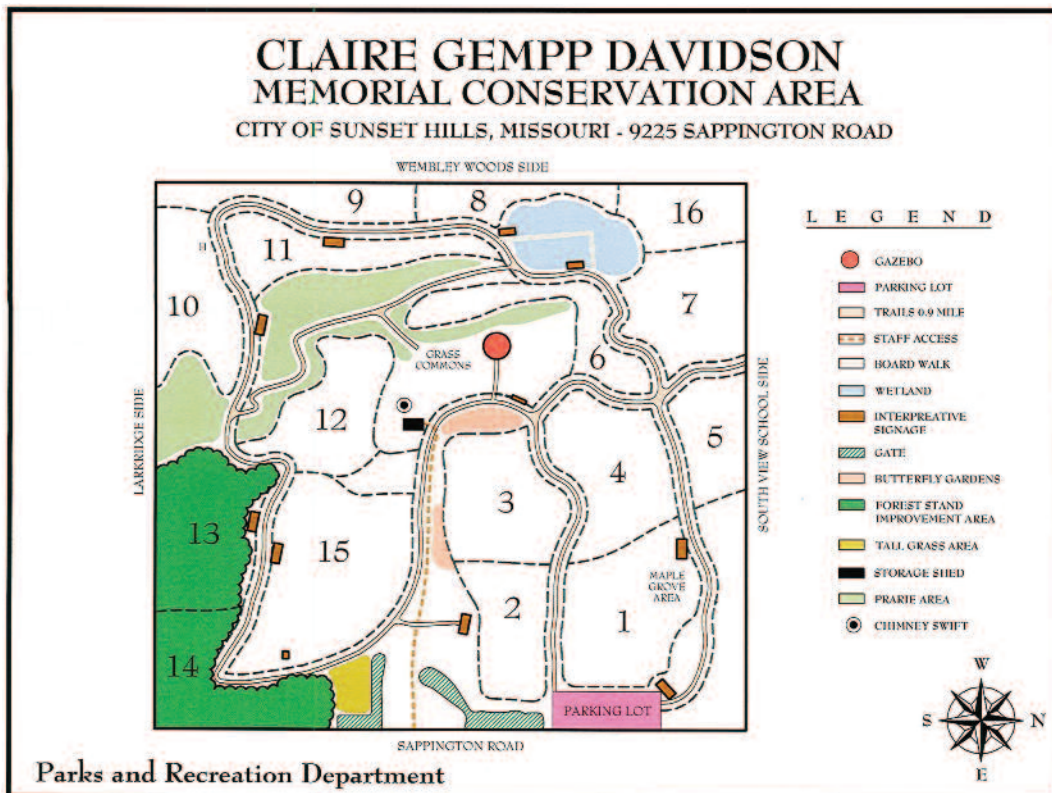 CLAIRE GEMPP DAVIDSON
MEMORIAL CONSERVATION AREA
CITY OF SUNSET HILLS, MISSOURI - 9225 SAPPINGTON ROAD
WEMBLEY WOODS SIDE
9
8
16
11
H
10
7
GRASS
COMMONS
6
12
LARKRIDGE SIDE
SOUTH VIEW SCHOOL SIDE
5
4
3
13
15
MAPLE
GROVE
AREA
2
1
14
PARKING LOT
SAPPINGTON ROAD
LEGEND
GAZEBO
PARKING LOT
TRAILS 0.9 MILE
STAFF ACCESS
BOARD WALK
WETLAND
INTERPREATIVE
SIGNAGE
GATE
BUTTERFLY GARDENS
FOREST STAND
IMPROVEMENT AREA
TALL GRASS AREA
STORAGE SHED
PRARIE AREA
CHIMNEY SWIFT
W
S N
E
Parks and Recreation Department